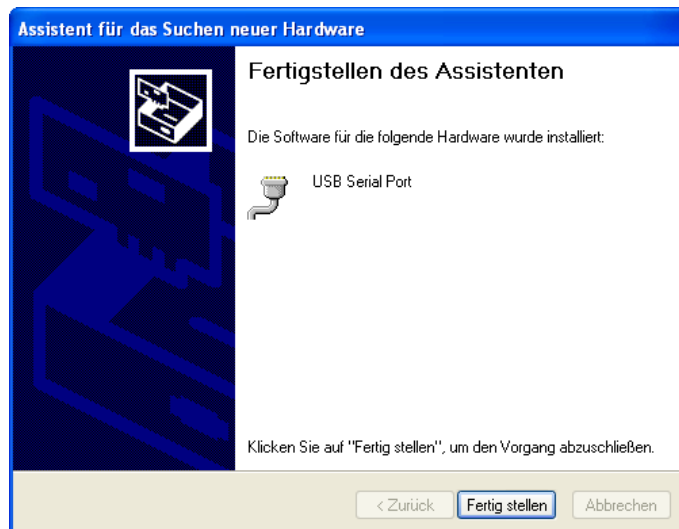 Assistent für das Suchen neuer Hardware
Fertigstellen des Assistenten
Die Software für die folgende Hardware wurde installiert:
USB Serial Port
Klicken Sie auf "Fertig stellen", um den Vorgang abzuschließen.
< Zurück Fertig stellen Abbrechen